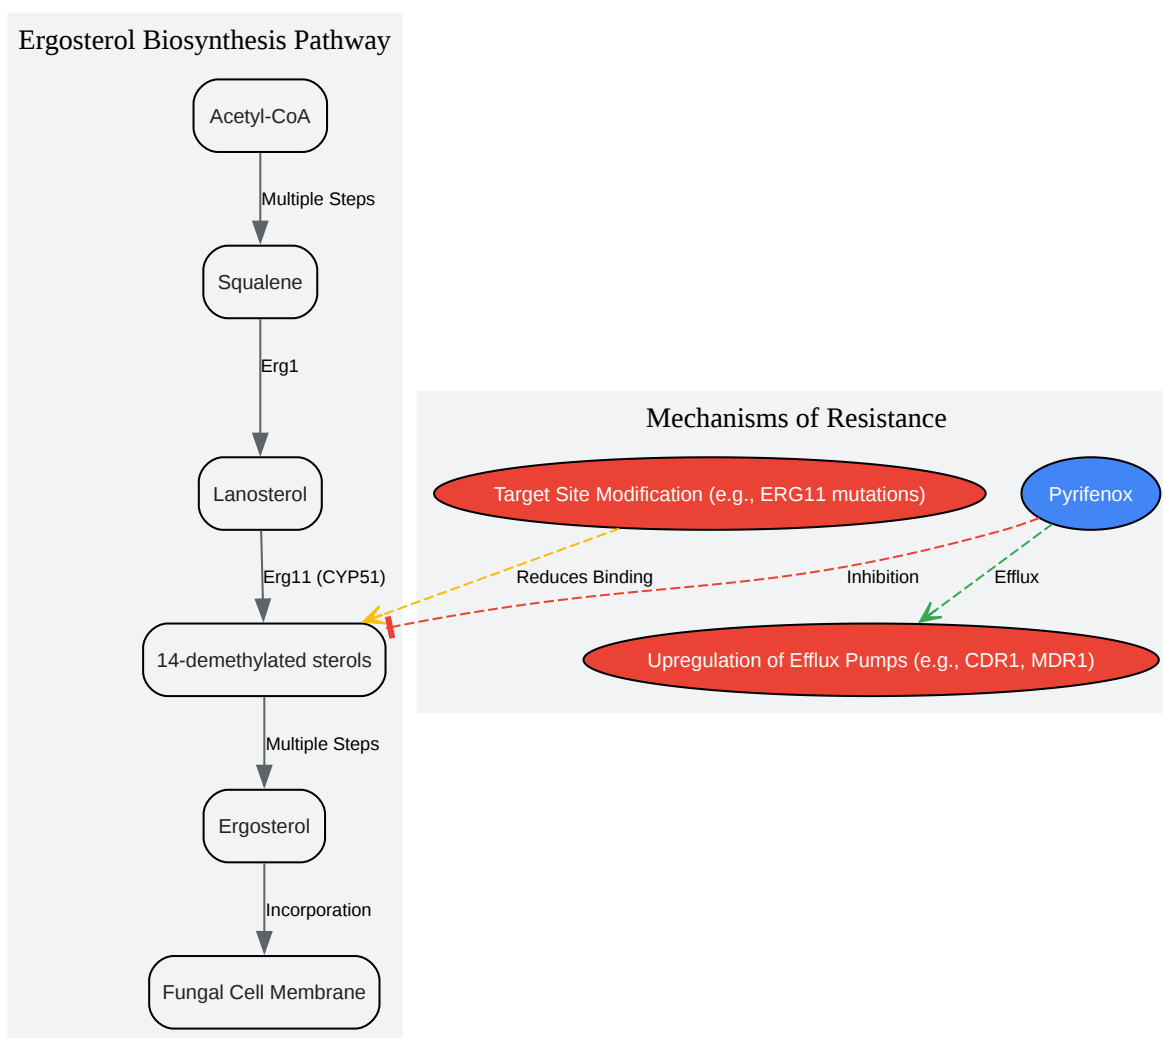 Ergosterol Biosynthesis Pathway
Acetyl-CoA
Multiple Steps
Squalene
Erg1
Lanosterol
Erg11 (CYP51)
14-demethylated sterols
Multiple Steps
Ergosterol
Incorporation
Fungal Cell Membrane
Mechanisms of Resistance
Target Site Modification (e.g., ERG11 mutations)
Pyrifenox
Reduces Binding
Inhibition
Efflux
Upregulation of Efflux Pumps (e.g., CDR1, MDR1)